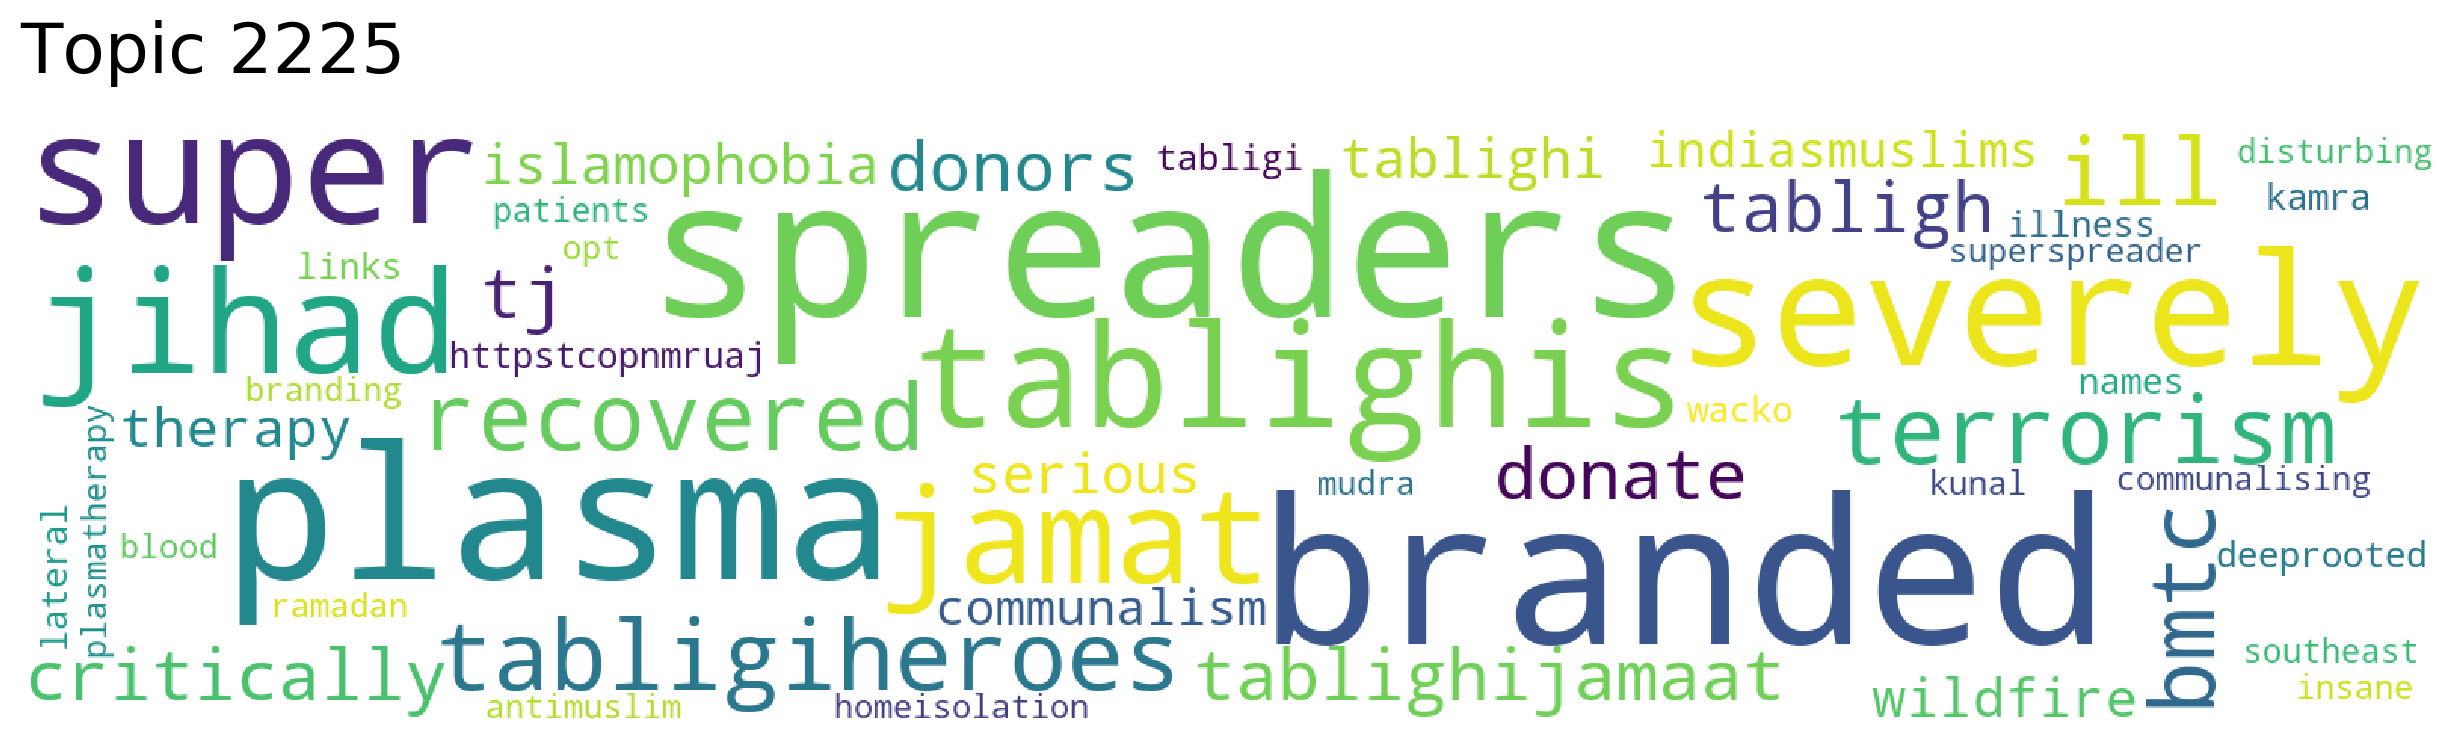 Topic 2225
super
islamophobia
donors
tabligi
tablighi
indiasmuslims
ill
disturbing
patients
opt
spreaders
tabligh
illness
kamra
superspreader
links
jihad
tj
severely
httpstcopnmruaj
tablighis
branding
recovered
names
wacko
terrorism
therapy
plasmatherapy
plasma
serious
jamat
mudra
donate
kunal
communalising
lateral
blood
branded
bmtc
deeprooted
ramadan
communalism
critically
tabligiheroes
tablighijamaat
southeast
wildfire
insane
antimuslim
homeisolation